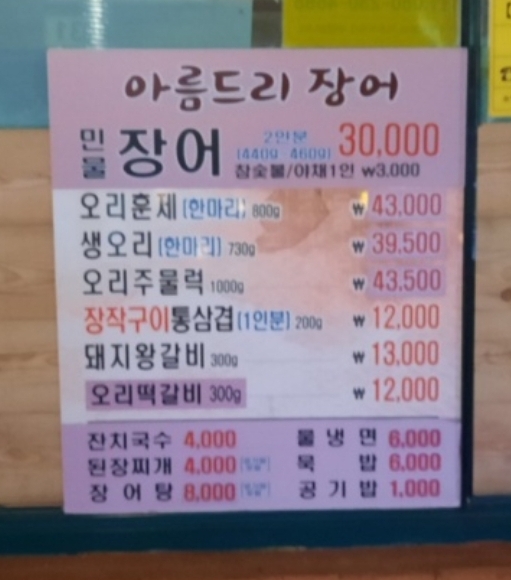 아름드리 장어
민물 장어 2인분 (440g~460g) 30,000
참숯불/야채1인 ₩3,000
오리훈제(한마리) 800g ₩ 43,000
생오리(한마리) 730g ₩ 39,500
오리주물럭 1000g ₩ 43,500
장작구이통삼겹(1인분) 200g ₩ 12,000
돼지왕갈비 300g ₩ 13,000
오리떡갈비 300g ₩ 12,000
잔치국수 4,000 물냉면 6,000
된장찌개 4,000 묵밥 6,000
장어탕 8,000 공기밥 1,000